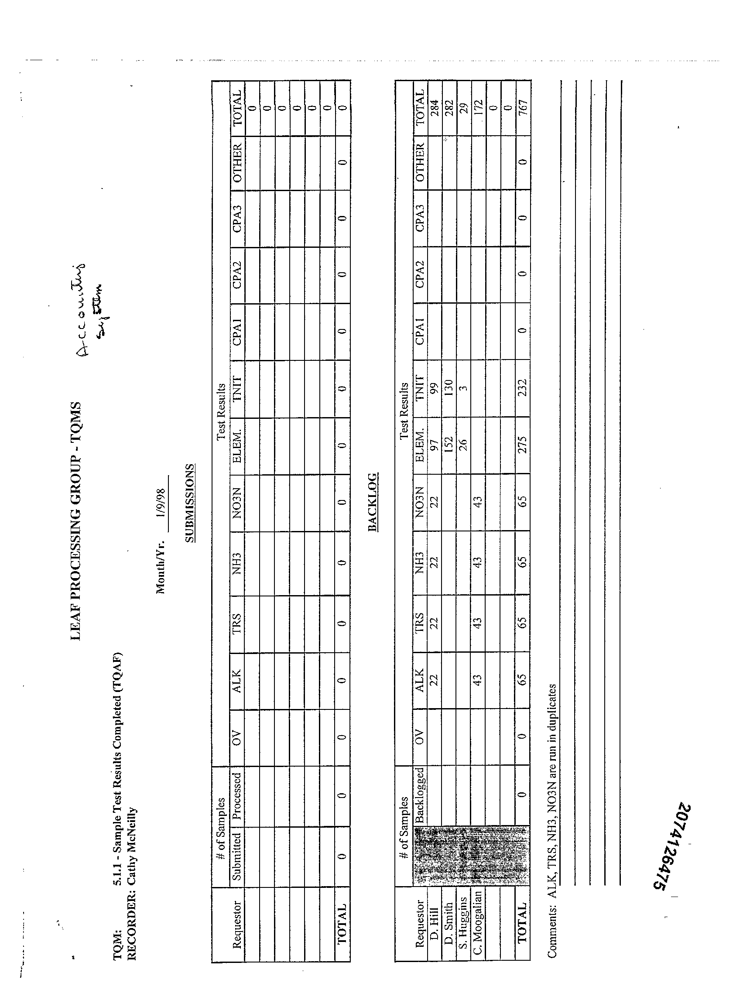 LEAF PROCESSING GROUP - TQMS
Accounting
System
TQM: 5.1.1 - Sample Test Results Completed (TQAF)
RECORDER: Cathy McNeilly
Month/Yr. 1/9/98
SUBMISSIONS
# of Samples Test Results
Requestor Submitted Processed OV ALK TRS NH3 NO3N ELEM. TNIT CPA1 CPA2 CPA3 OTHER TOTAL
0
0
0
0
0
0
TOTAL 0 0 0 0 0 0 0 0 0 0 0 0 0 0
BACKLOG
# of Samples Test Results
Requestor Backlogged OV ALK TRS NH3 NO3N ELEM. TNIT CPA1 CPA2 CPA3 OTHER TOTAL
D. Hill 22 22 22 22 97 99 284
D. Smith 152 130 282
S. Huggins 26 3 29
C. Moogalian 43 43 43 43 172
0
0
TOTAL 0 0 65 65 65 65 275 232 0 0 0 0 767
Comments: ALK, TRS, NH3, NO3N are run in duplicates
2074126475